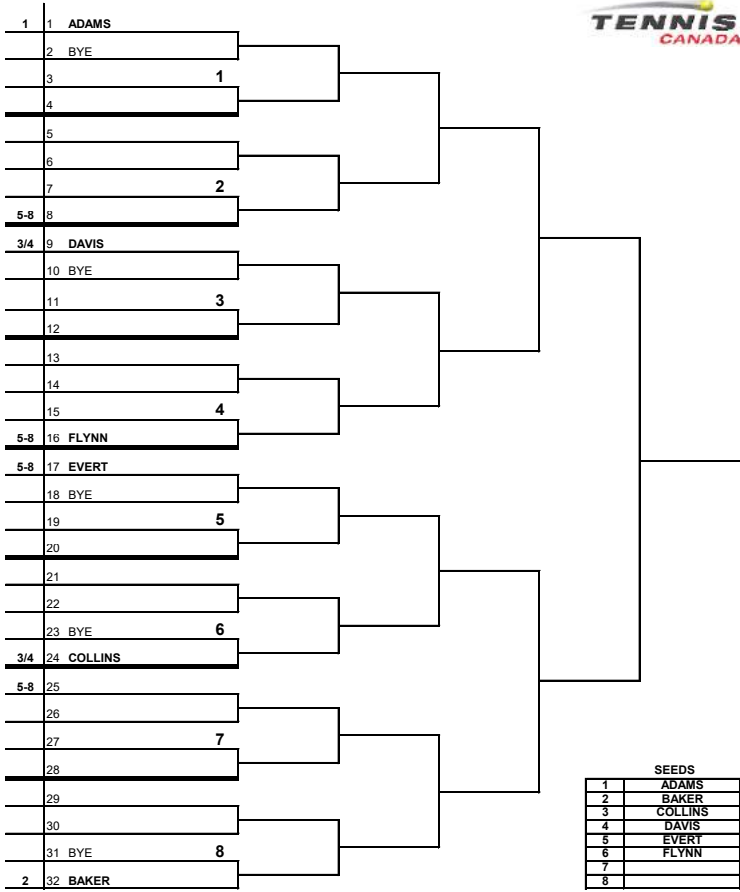 TENNIS
CANADA
1 1 ADAMS
2 BYE
3 1
4
5
6
7 2
5-8 8
3/4 9 DAVIS
10 BYE
11 3
12
13
14
15 4
5-8 16 FLYNN
5-8 17 EVERT
18 BYE
19 5
20
21
22
23 BYE 6
3/4 24 COLLINS
5-8 25
26
27 7
28
29
30
31 BYE 8
2 32 BAKER
SEEDS
1 ADAMS
2 BAKER
3 COLLINS
4 DAVIS
5 EVERT
6 FLYNN
7
8